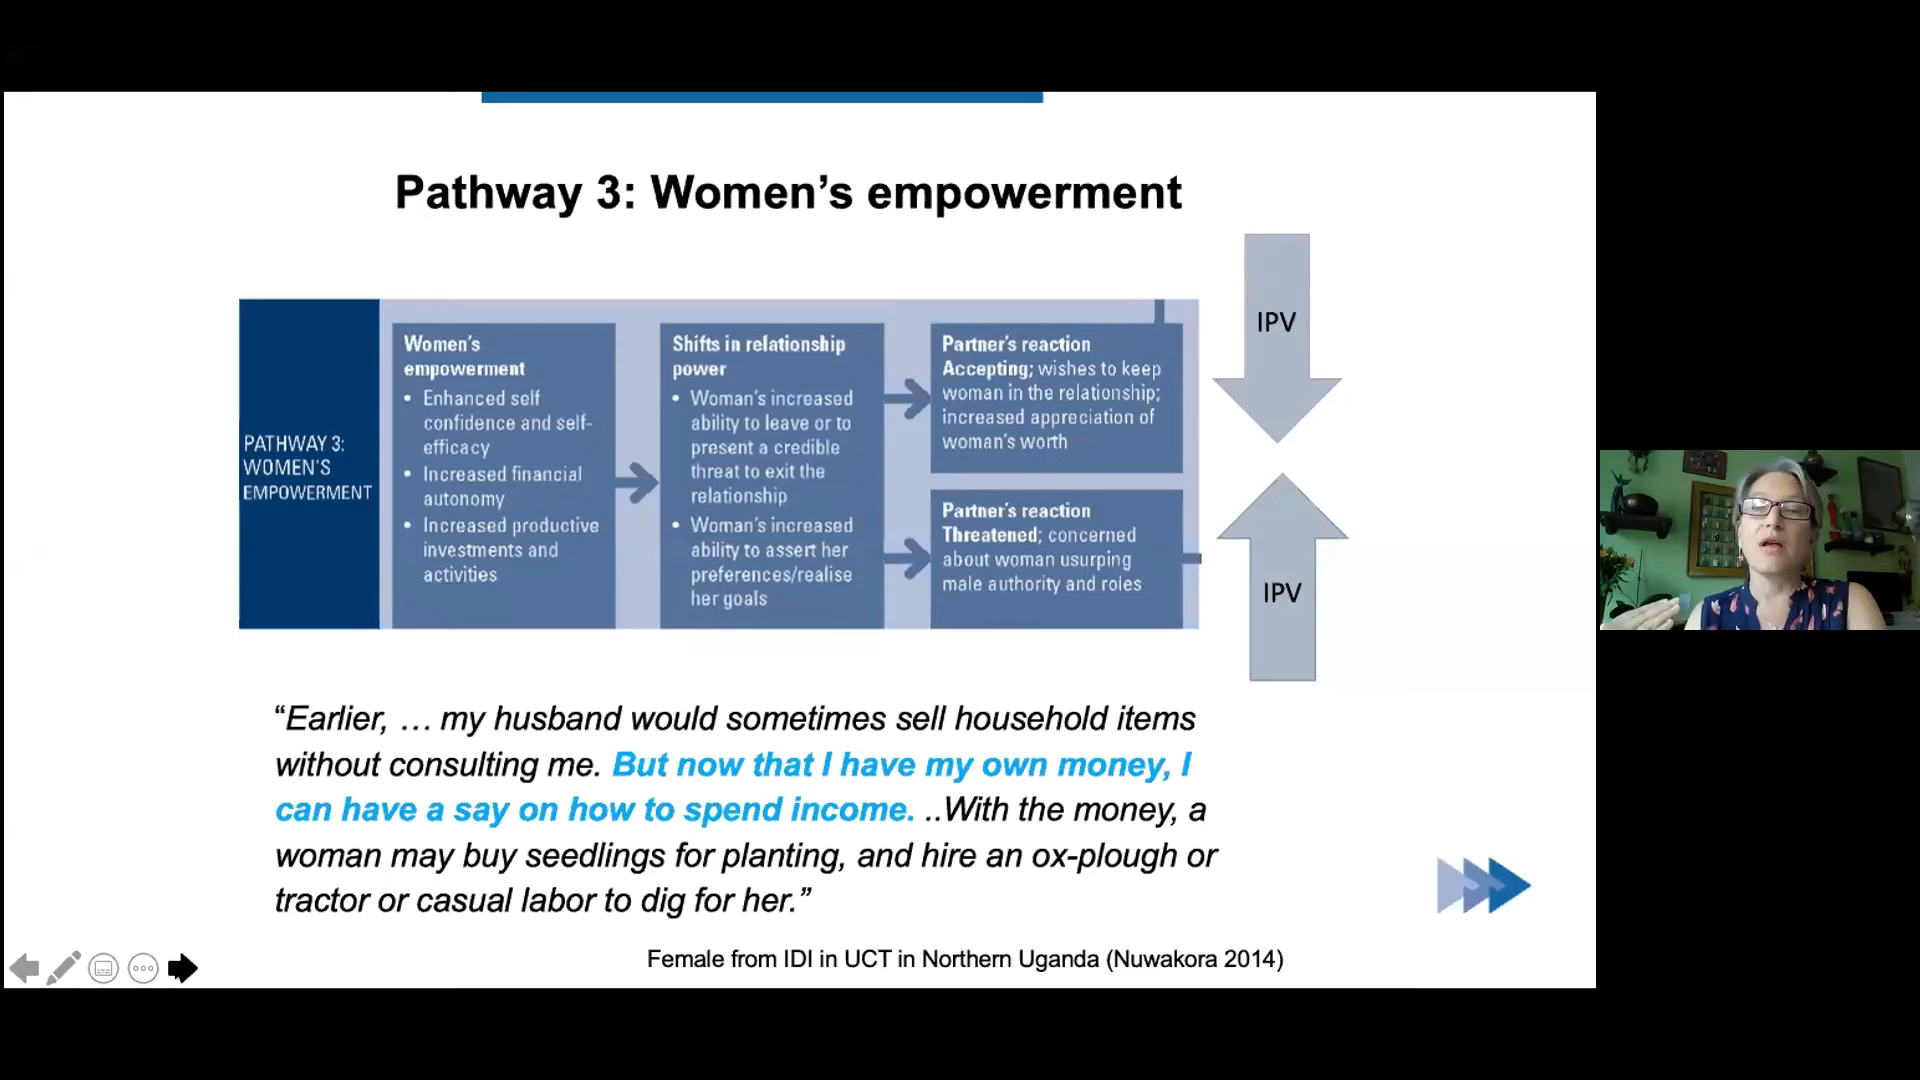 Pathway 3: Women’s empowerment
PATHWAY 3:
WOMEN'S
EMPOWERMENT
Women's
empowerment
• Enhanced self
confidence and self-
efficacy
• Increased financial
autonomy
• Increased productive
investments and
activities
Shifts in relationship
power
• Woman's increased
ability to leave or to
present a credible
threat to exit the
relationship
• Woman's increased
ability to assert her
preferences/realise
her goals
Partner's reaction
Accepting; wishes to keep
woman in the relationship;
increased appreciation of
woman's worth
Partner's reaction
Threatened; concerned
about woman usurping
male authority and roles
IPV
IPV
“Earlier, … my husband would sometimes sell household items
without consulting me. But now that I have my own money, I
can have a say on how to spend income. ..With the money, a
woman may buy seedlings for planting, and hire an ox-plough or
tractor or casual labor to dig for her.”
Female from IDI in UCT in Northern Uganda (Nuwakora 2014)